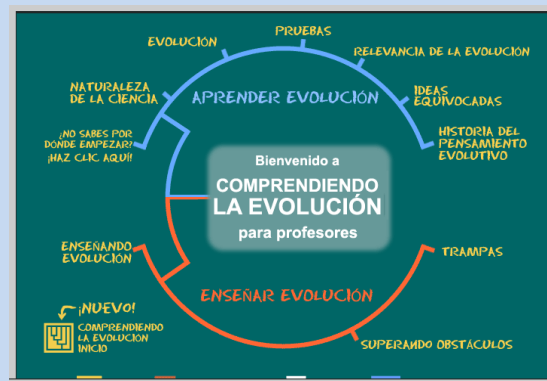 PRUEBAS
EVOLUCIÓN
RELEVANCIA DE LA EVOLUCIÓN
NATURALEZA
DE LA CIENCIA
APRENDER EVOLUCIÓN
IDEAS
EQUIVOCADAS
¿NO SABES POR
DÓNDE EMPEZAR?
¡HAZ CLIC AQUÍ!
HISTORIA DEL
PENSAMIENTO
EVOLUTIVO
Bienvenido a
COMPRENDIENDO
LA EVOLUCIÓN
para profesores
ENSEÑANDO
EVOLUCIÓN
TRAMPAS
ENSEÑAR EVOLUCIÓN
¡NUEVO!
COMPRENDIENDO
LA EVOLUCIÓN
INICIO
SUPERANDO OBSTÁCULOS